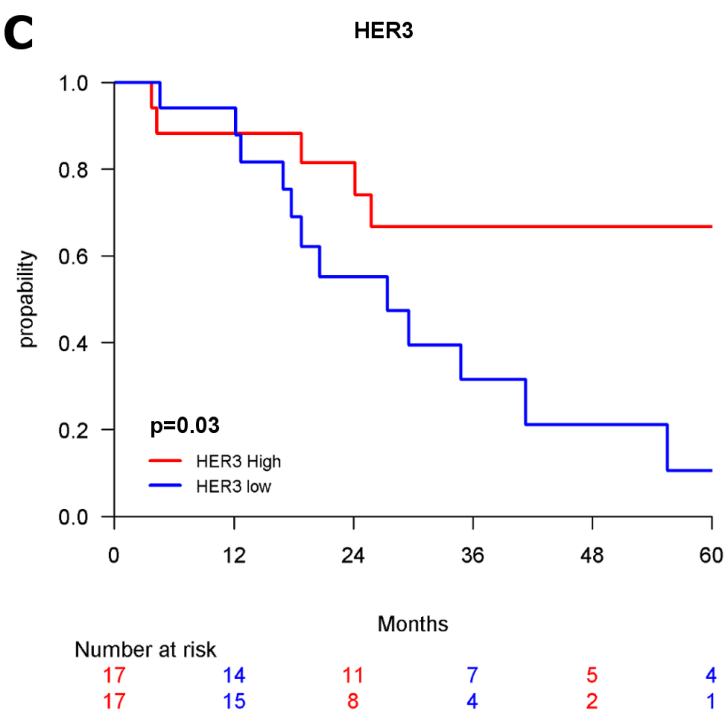 C
HER3
1.0
0.8
0.6
0.4
0.2
0.0
propability
p=0.03
HER3 High
HER3 low
0 12 24 36 48 60
Months
Number at risk
17 14 11 7 5 4
17 15 8 4 2 1